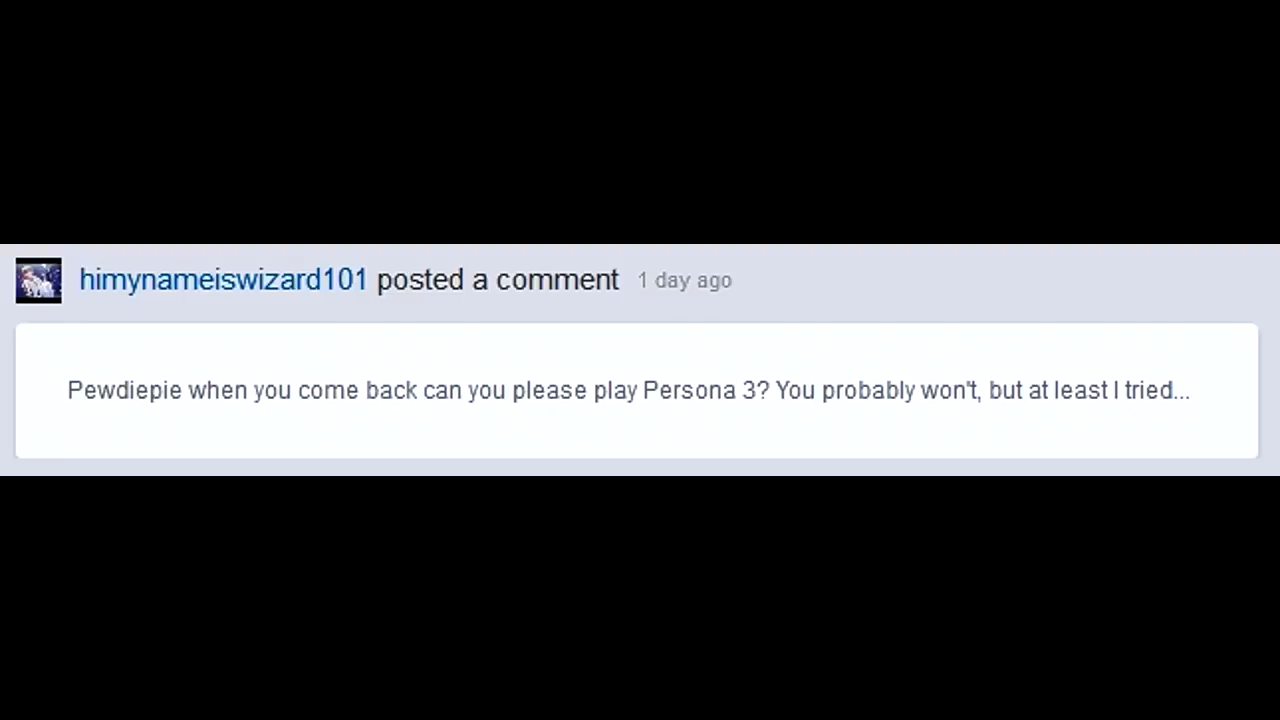 himynameiswizard101 posted a comment 1 day ago
Pewdiepie when you come back can you please play Persona 3? You probably won't, but at least I tried...